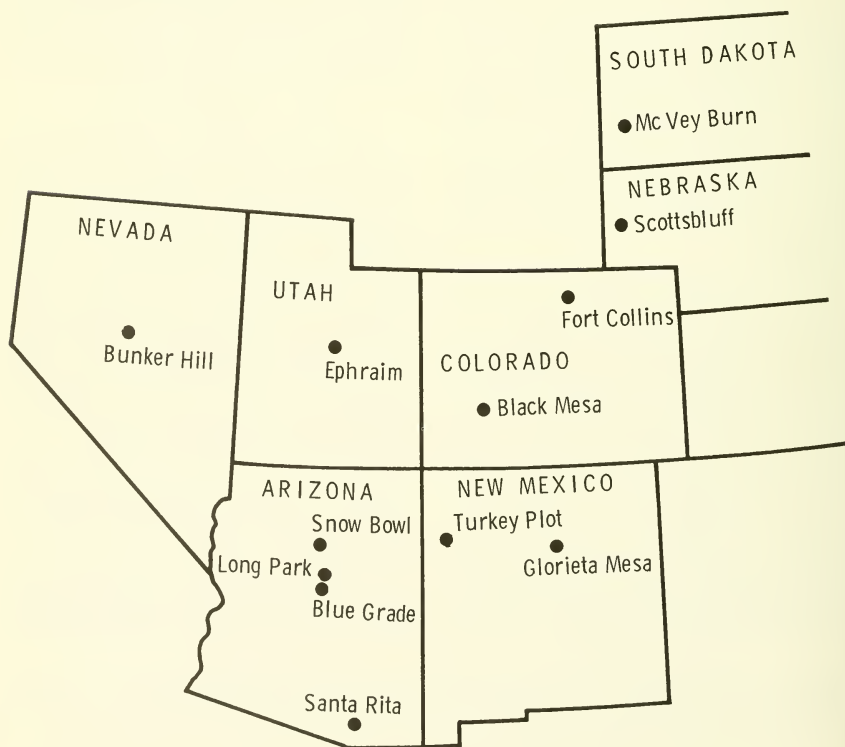 SOUTH DAKOTA
Mc Vey Burn
NEBRASKA
Scottsbluff
NEVADA
Bunker Hill
UTAH
Ephraim
Fort Collins
COLORADO
Black Mesa
ARIZONA
Snow Bowl
Long Park
Blue Grade
Santa Rita
NEW MEXICO
Turkey Plot
Glorieta Mesa